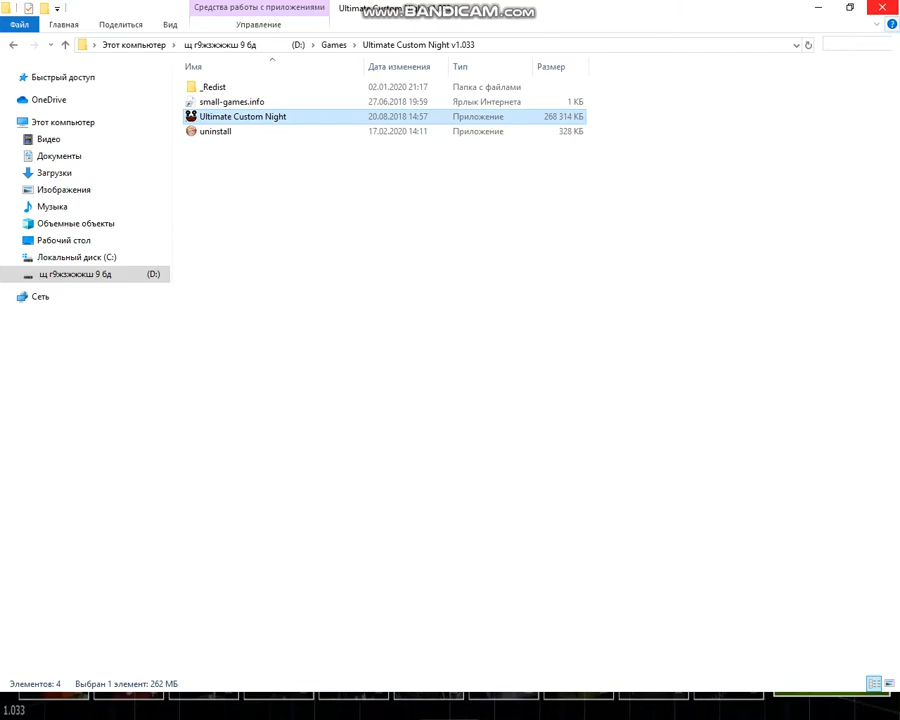 Средства работы с приложениями
WWW.BANDICAM.COM
Файл Главная Поделиться Вид Управление
Этот компьютер щ г9жзжжкш 9 бд (D:) Games Ultimate Custom Night v1.033
Имя Дата изменения Тип Размер
Быстрый доступ
OneDrive
Этот компьютер
Видео
Документы
Загрузки
Изображения
Музыка
Объемные объекты
Рабочий стол
Локальный диск (C:)
щ г9жзжжкш 9 бд (D:)
Сеть
_Redist 02.01.2020 21:17 Папка с файлами
small-games.info 27.06.2018 19:59 Ярлык Интернета 1 КБ
Ultimate Custom Night 20.08.2018 14:57 Приложение 268 314 КБ
uninstall 17.02.2020 14:11 Приложение 328 КБ
Элементов: 4 Выбран 1 элемент: 262 МБ
1.033